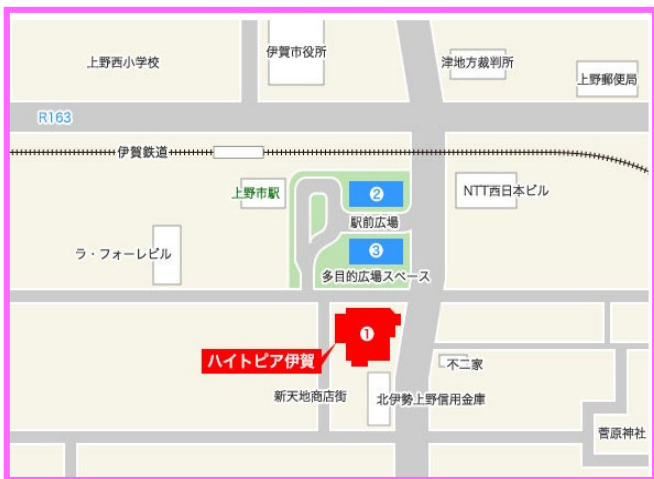 伊賀市役所
上野西小学校
津地方裁判所
上野郵便局
R163
伊賀鉄道
上野市駅
②
NTT西日本ビル
駅前広場
③
ラ・フォーレビル
多目的広場スペース
①
ハイトピア伊賀
不二家
新天地商店街
北伊勢上野信用金庫
菅原神社